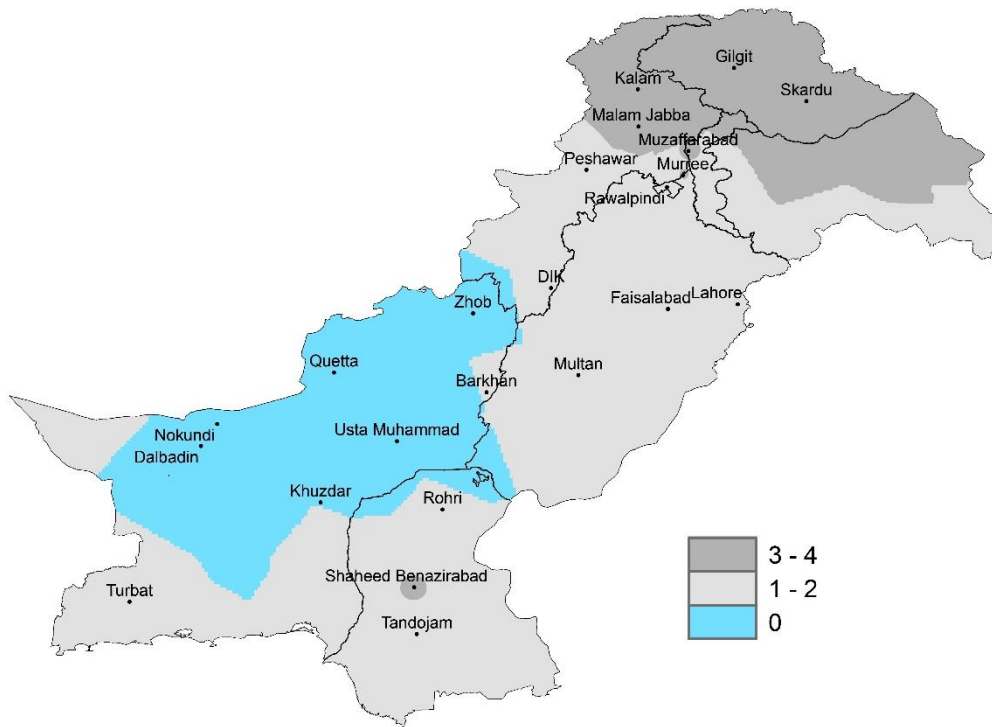 Gilgit
Kalam
Skardu
Malam Jabba
Muzaffarabad
Peshawar
Murree
Rawalpindi
DIK
Zhob
Faisalabad
Lahore
Quetta
Multan
Barkhan
Nokundi
Usta Muhammad
Dalbadin
Khuzdar
Rohri
3 - 4
1 - 2
0
Shaheed Benazirabad
Turbat
Tandojam